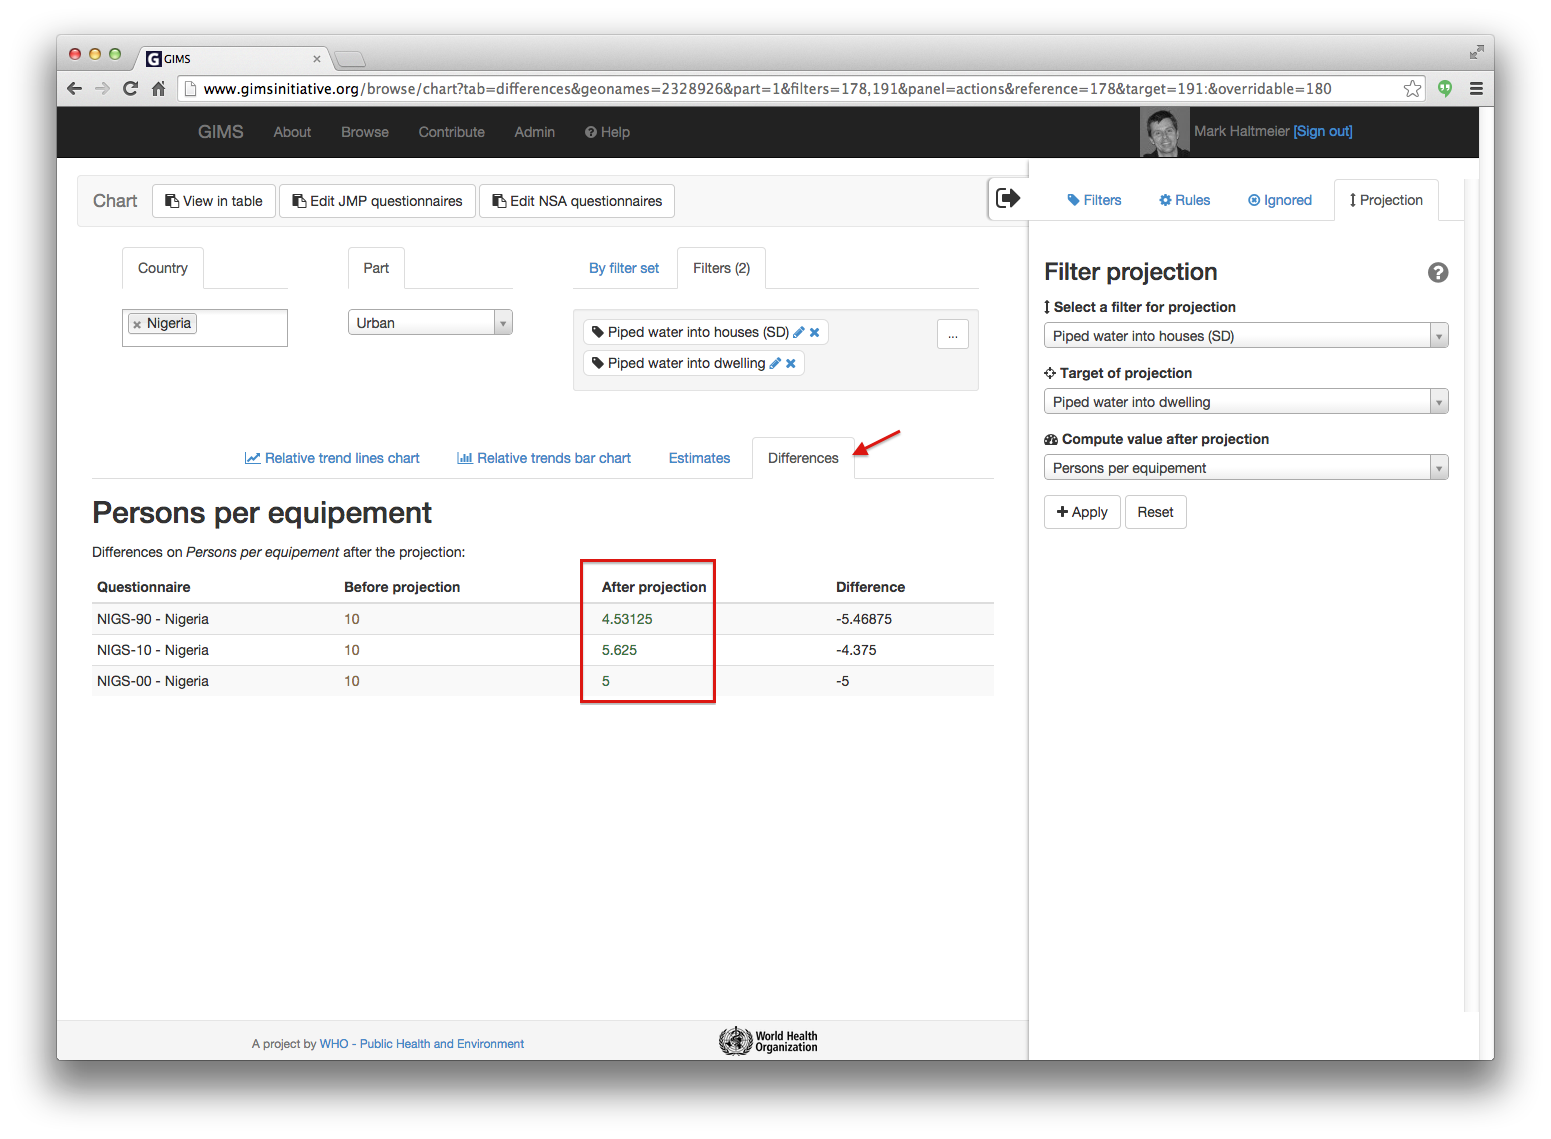 GIMS
www.gimsinitiative.org/browse/chart?tab=differences&geonames=2328926&part=1&filters=178,191&panel=actions&reference=178&target=191:&overridable=180
GIMS About Browse Contribute Admin Help Mark Haltmeier [Sign out]
Chart View in table Edit JMP questionnaires Edit NSA questionnaires
Filters Rules Ignored Projection
Country Part By filter set Filters (2)
Nigeria Urban
Piped water into houses (SD)
...
Piped water into dwelling
Filter projection
Select a filter for projection
Piped water into houses (SD)
Target of projection
Piped water into dwelling
Compute value after projection
Persons per equipement
Apply Reset
Relative trend lines chart Relative trends bar chart Estimates Differences
Persons per equipement
Differences on Persons per equipement after the projection:
Questionnaire Before projection After projection Difference
NIGS-90 - Nigeria 10 4.53125 -5.46875
NIGS-10 - Nigeria 10 5.625 -4.375
NIGS-00 - Nigeria 10 5 -5
A project by WHO - Public Health and Environment
World Health
Organization